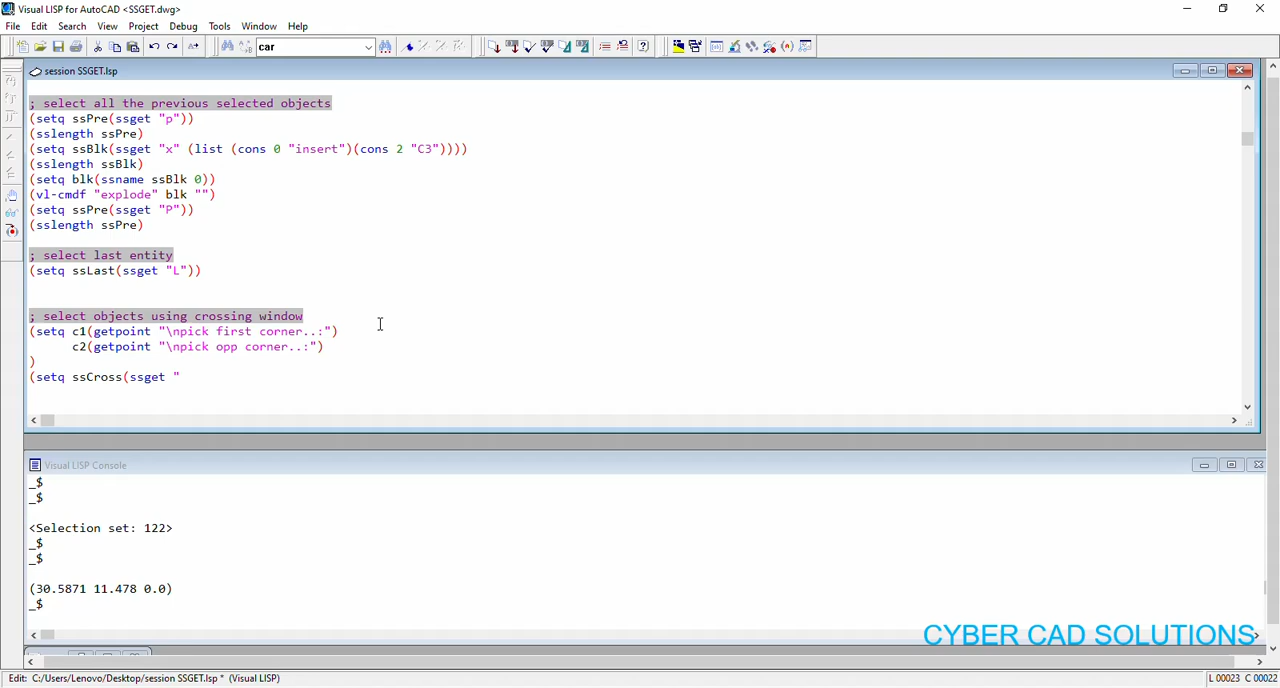 Visual LISP for AutoCAD <SSGET.dwg>
File Edit Search View Project Debug Tools Window Help
car
session SSGET.lsp
; select all the previous selected objects
(setq ssPre(ssget "p"))
(sslength ssPre)
(setq ssBlk(ssget "x" (list (cons 0 "insert")(cons 2 "C3"))))
(sslength ssBlk)
(setq blk(ssname ssBlk 0))
(vl-cmdf "explode" blk "")
(setq ssPre(ssget "P"))
(sslength ssPre)
; select last entity
(setq ssLast(ssget "L"))
; select objects using crossing window
(setq c1(getpoint "\npick first corner..:")
c2(getpoint "\npick opp corner..:")
)
(setq ssCross(ssget "
Visual LISP Console
_$
_$
<Selection set: 122>
_$
_$
(30.5871 11.478 0.0)
_$
CYBER CAD SOLUTIONS
Edit: C:/Users/Lenovo/Desktop/session SSGET.lsp * (Visual LISP)
L 00023 C 00022